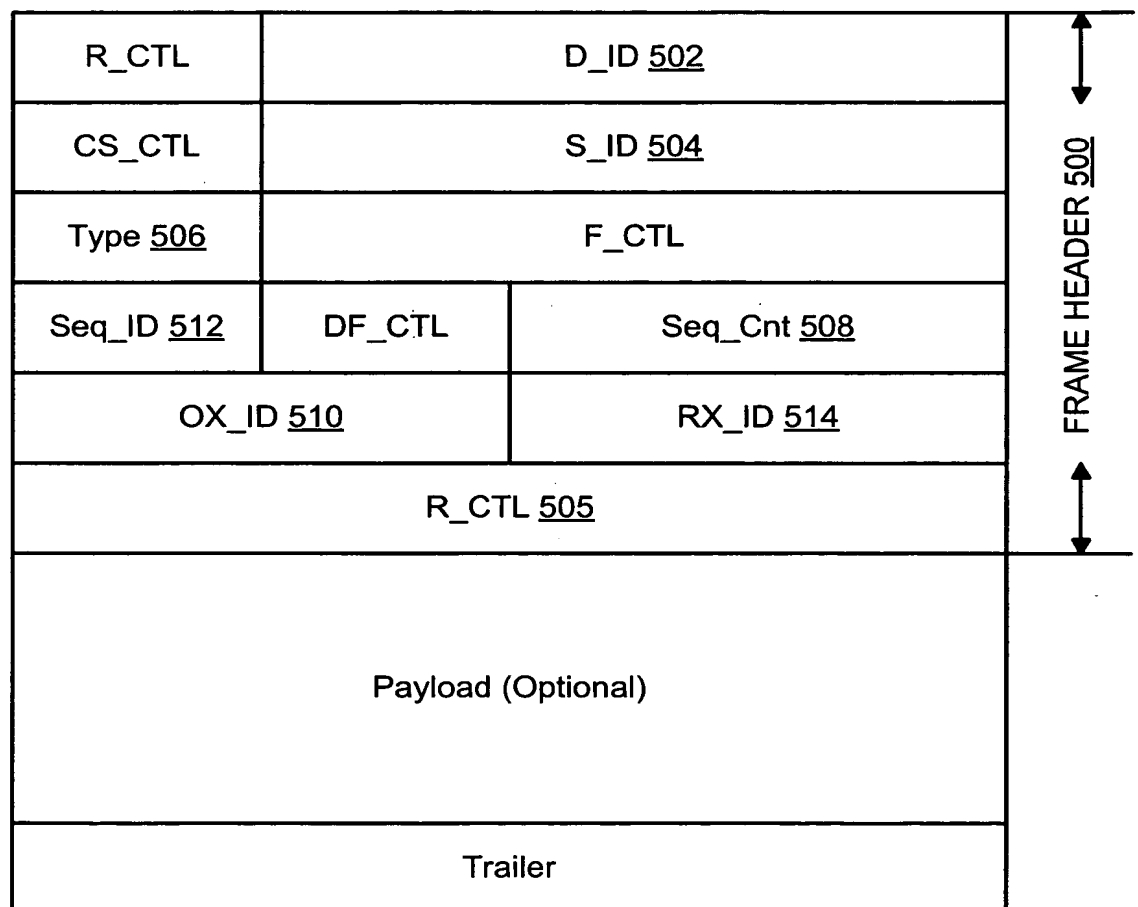 R_CTL
D_ID 502
CS_CTL
S_ID 504
Type 506
F_CTL
Seq_ID 512
DF_CTL
Seq_Cnt 508
OX_ID 510
RX_ID 514
R_CTL 505
FRAME HEADER 500
Payload (Optional)
Trailer